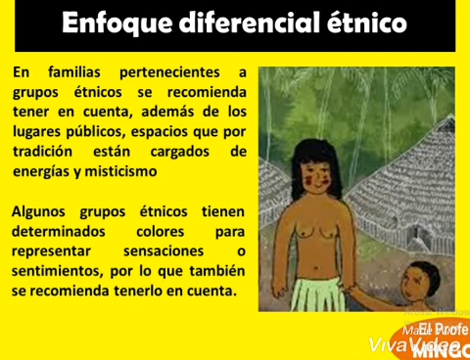 Enfoque diferencial étnico
En familias pertenecientes a
grupos étnicos se recomienda
tener en cuenta, además de los
lugares públicos, espacios que por
tradición están cargados de
energías y misticismo
Algunos grupos étnicos tienen
determinados colores para
representar sensaciones o
sentimientos, por lo que también
se recomienda tenerlo en cuenta.
El Profe
Made With
VivaVideo